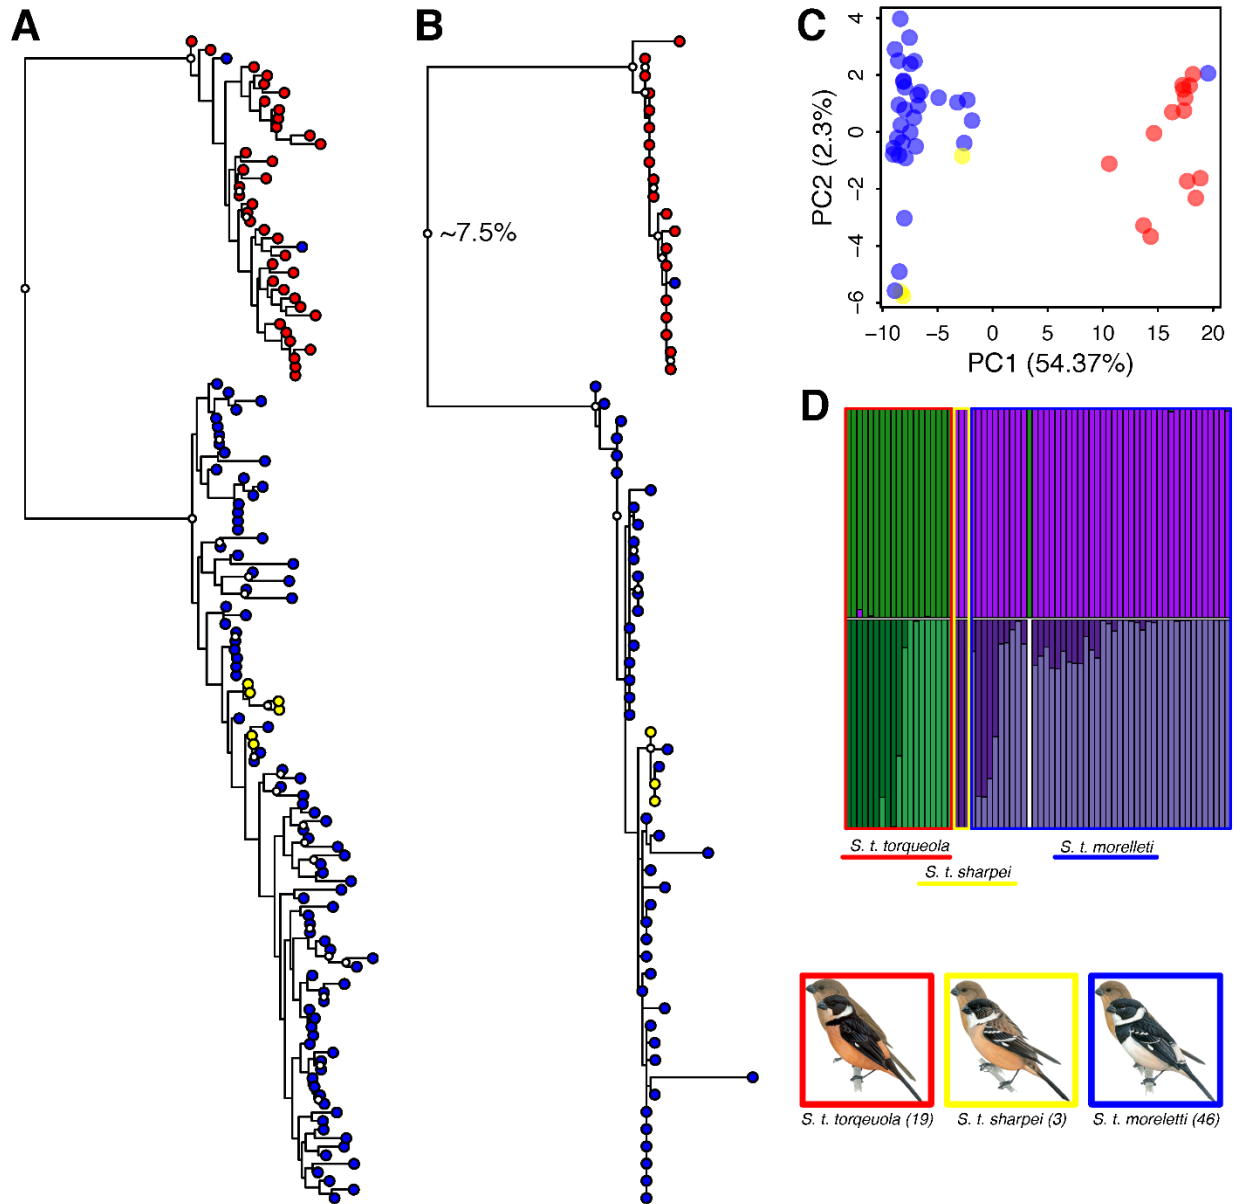 A
B
~7.5%
C
PC2 (2.3%)
4
2
0
−2
−4
−6
−10
−5
0
5
10
15
20
PC1 (54.37%)
D
S. t. torqueola
S. t. morelleti
S. t. sharpei
S. t. torqeuola (19)
S. t. sharpei (3)
S. t. moreletti (46)